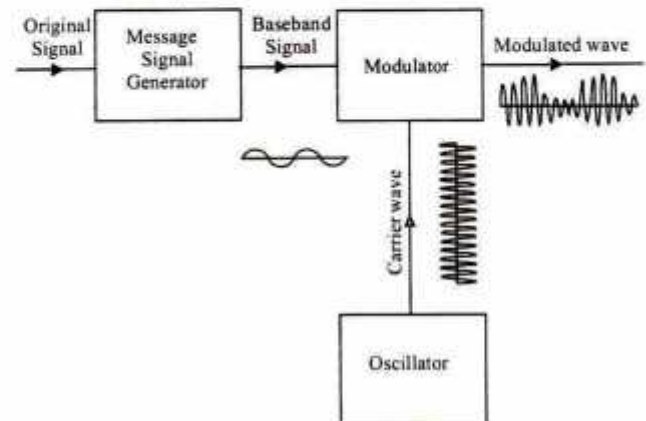 Original
Signal
Message
Signal
Generator
Baseband
Signal
Modulator
Modulated wave
Carrier wave
Oscillator